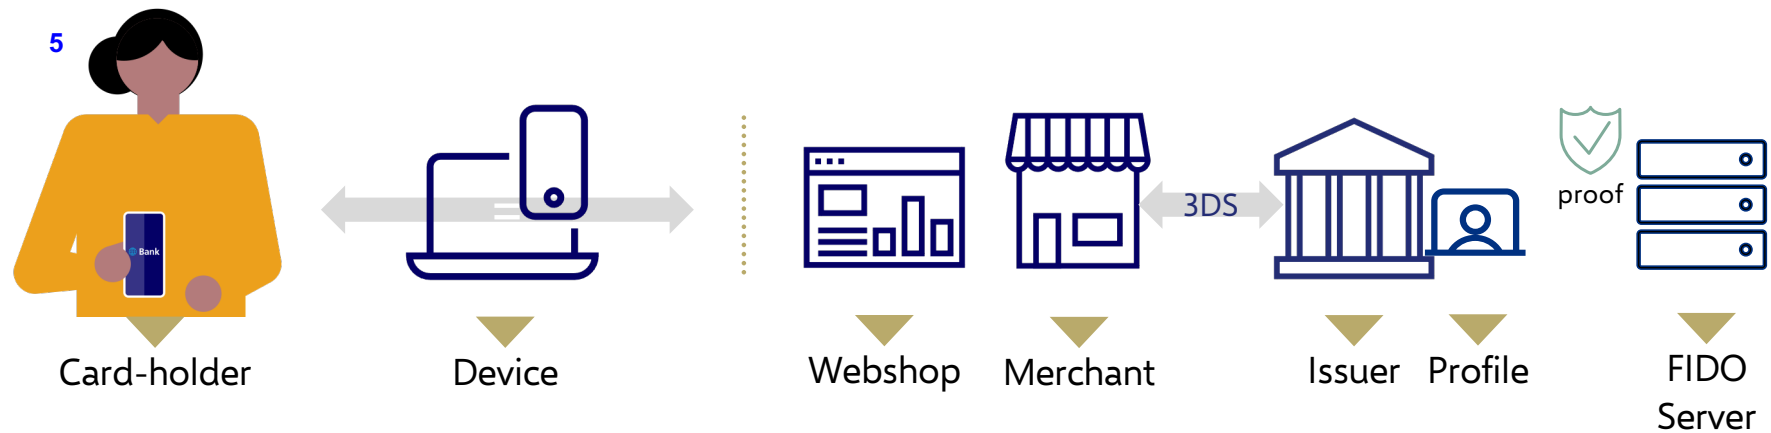 5
Bank
3DS
proof
Card-holder
Device
Webshop
Merchant
Issuer
Profile
FIDO
Server